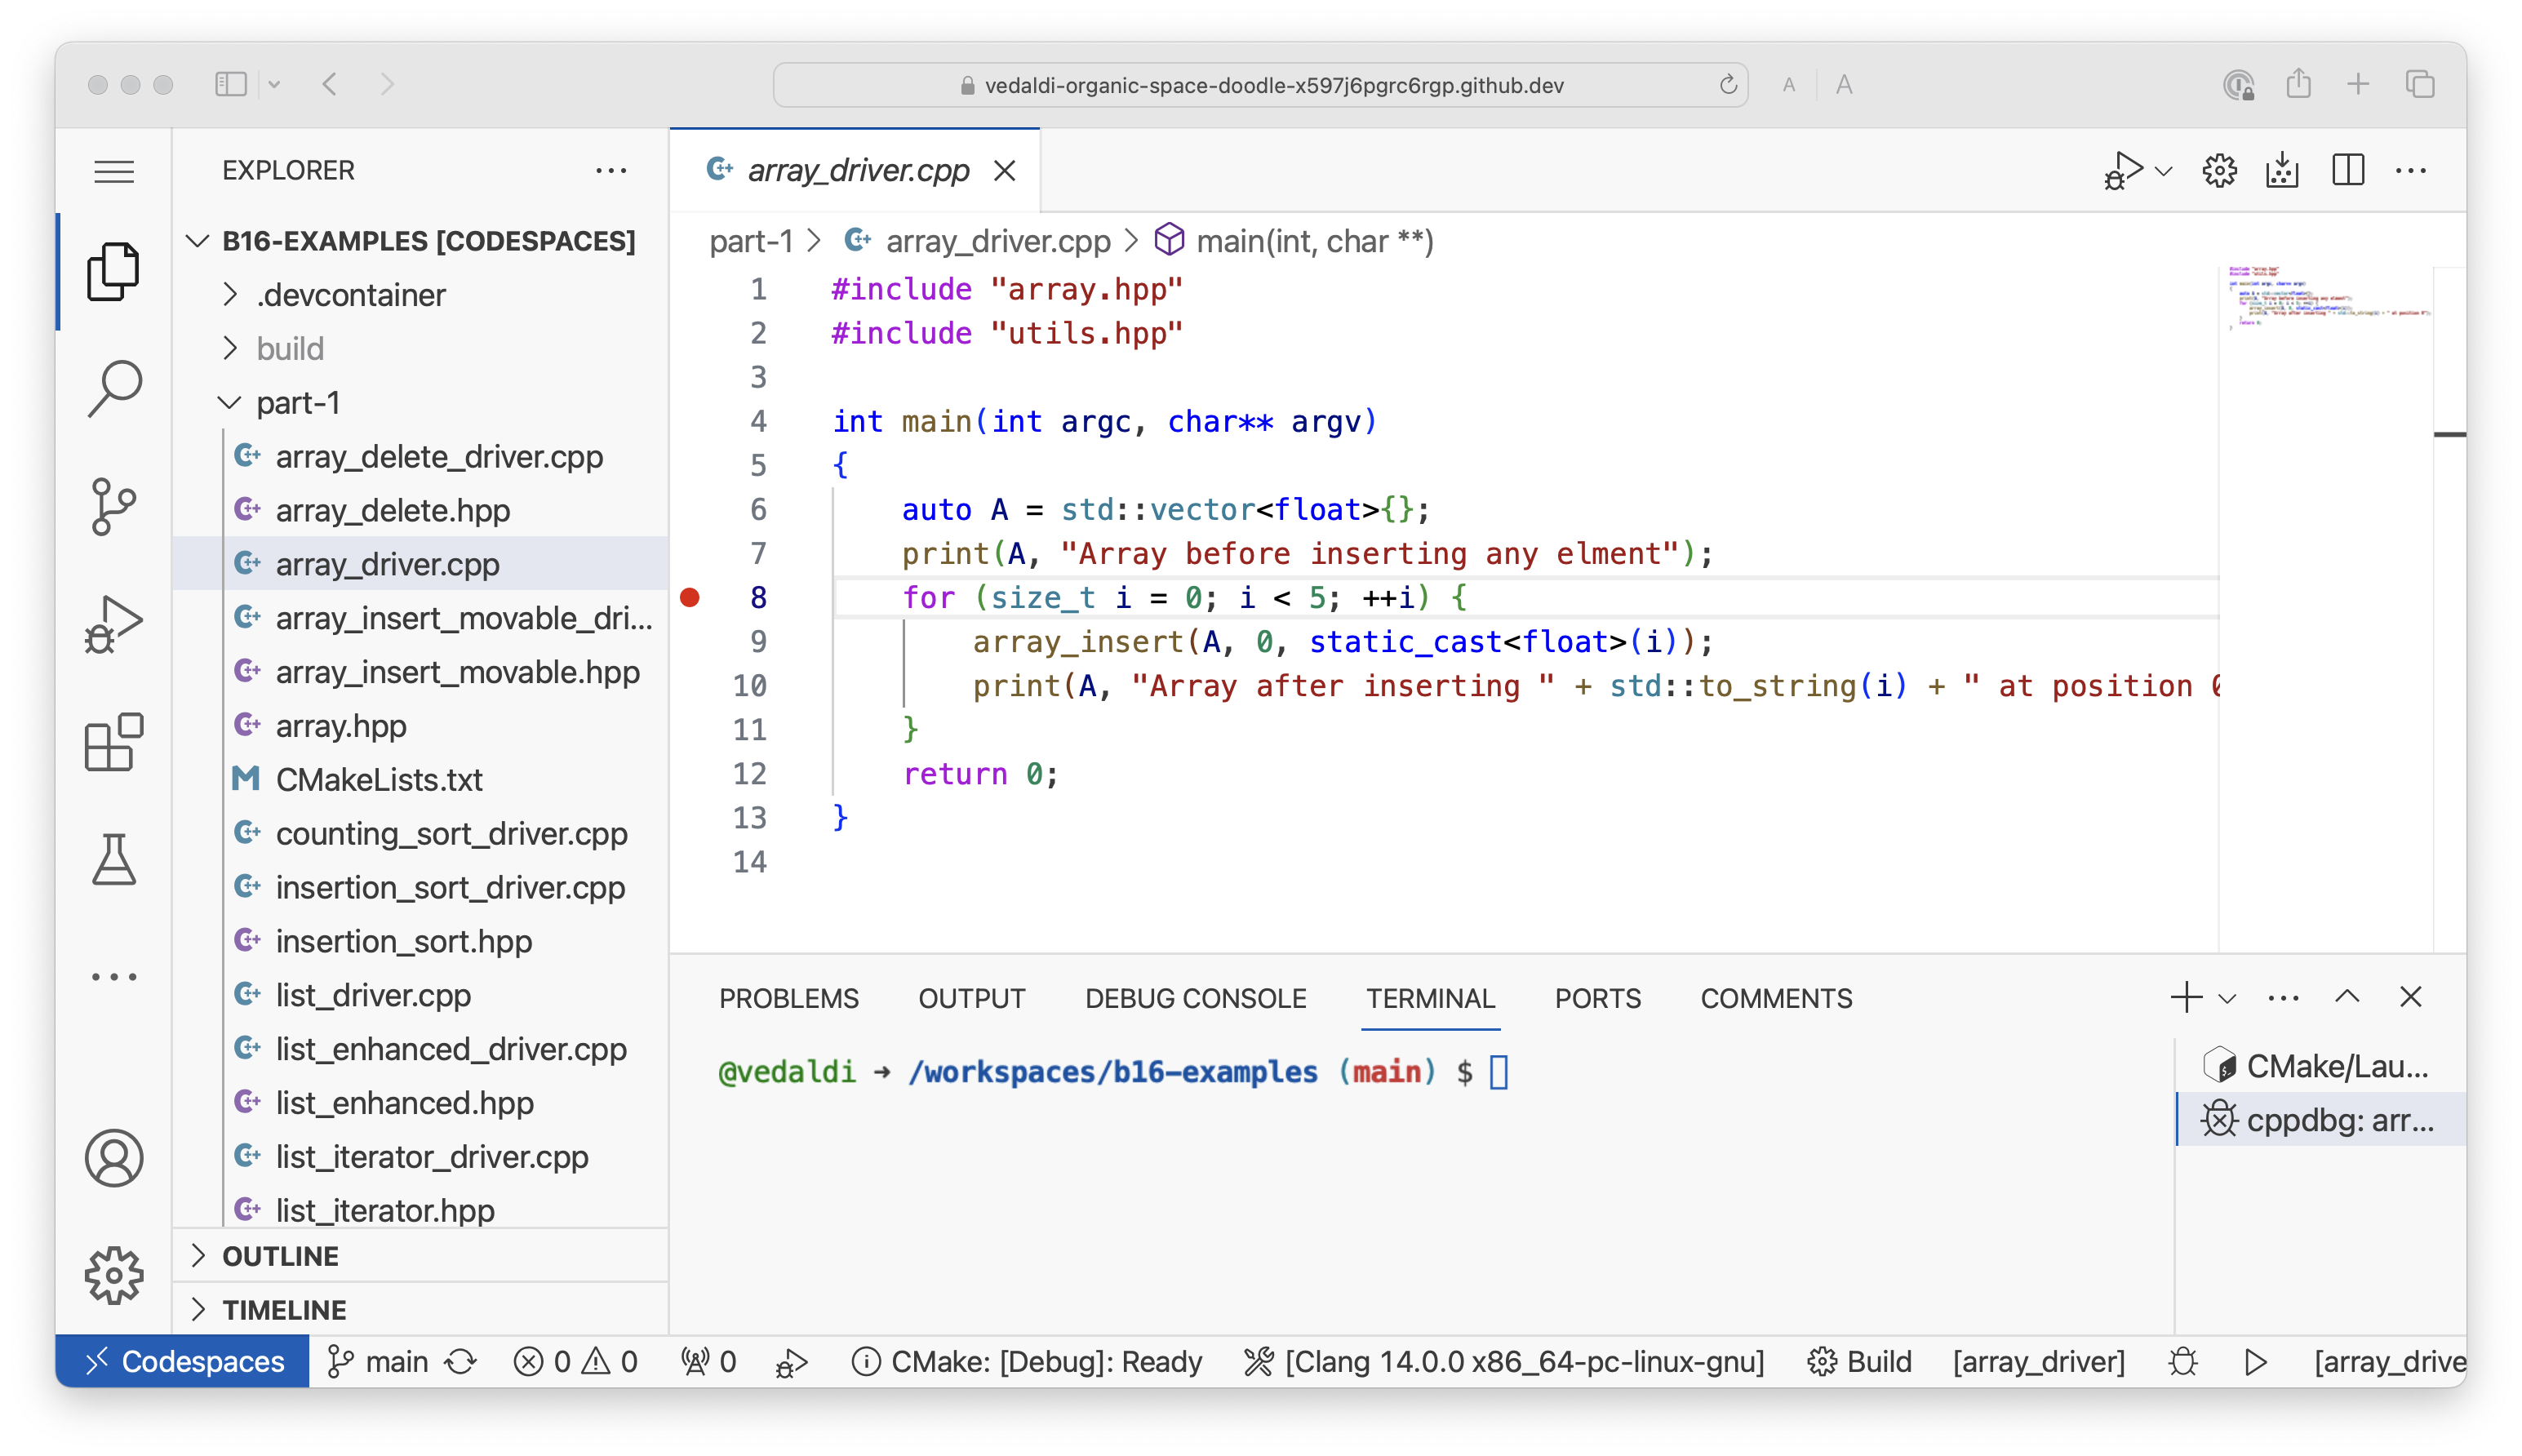 vedaldi-organic-space-doodle-x597j6pgrc6rgp.github.dev
A A
EXPLORER
B16-EXAMPLES [CODESPACES]
.devcontainer
build
part-1
array_delete_driver.cpp
array_delete.hpp
array_driver.cpp
array_insert_movable_dri...
array_insert_movable.hpp
array.hpp
CMakeLists.txt
counting_sort_driver.cpp
insertion_sort_driver.cpp
insertion_sort.hpp
list_driver.cpp
list_enhanced_driver.cpp
list_enhanced.hpp
list_iterator_driver.cpp
list_iterator.hpp
OUTLINE
TIMELINE
array_driver.cpp
part-1 > array_driver.cpp > main(int, char **)
1 #include "array.hpp"
2 #include "utils.hpp"
3
4 int main(int argc, char** argv)
5 {
6     auto A = std::vector<float>{};
7     print(A, "Array before inserting any elment");
8     for (size_t i = 0; i < 5; ++i) {
9         array_insert(A, 0, static_cast<float>(i));
10         print(A, "Array after inserting " + std::to_string(i) + " at position 0
11     }
12     return 0;
13 }
14
PROBLEMS OUTPUT DEBUG CONSOLE TERMINAL PORTS COMMENTS
@vedaldi ➜ /workspaces/b16-examples (main) $
CMake/Lau...
cppdbg: arr...
Codespaces main 0 0 0 CMake: [Debug]: Ready [Clang 14.0.0 x86_64-pc-linux-gnu] Build [array_driver] [array_drive